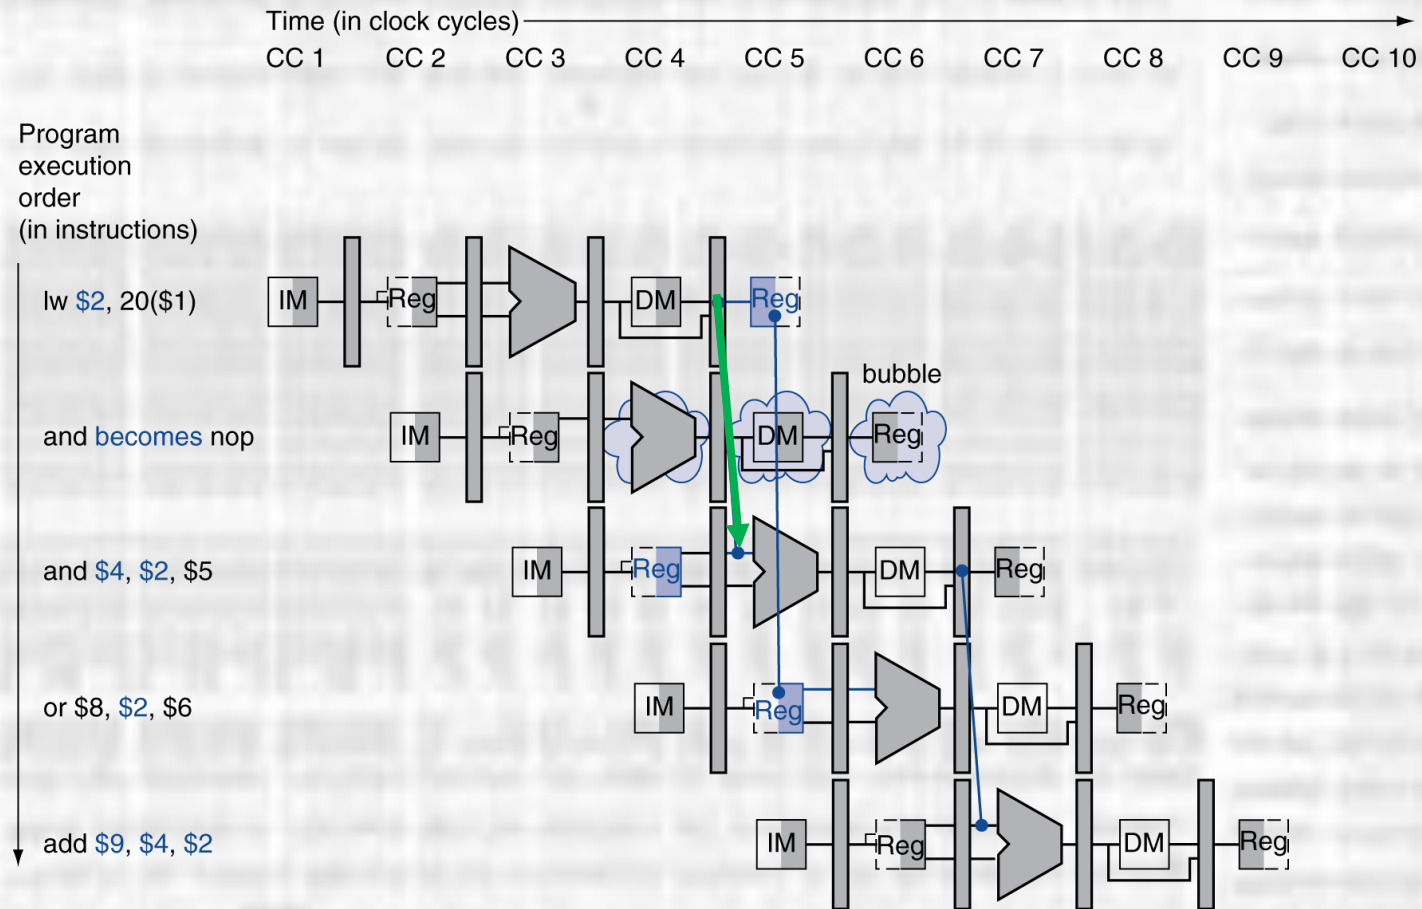 Time (in clock cycles)
CC 1 CC 2 CC 3 CC 4 CC 5 CC 6 CC 7 CC 8 CC 9 CC 10
Program
execution
order
(in instructions)
lw $2, 20($1) IM Reg DM Reg
bubble
and becomes nop IM Reg DM Reg
and $4, $2, $5 IM Reg DM Reg
or $8, $2, $6 IM Reg DM Reg
add $9, $4, $2 IM Reg DM Reg